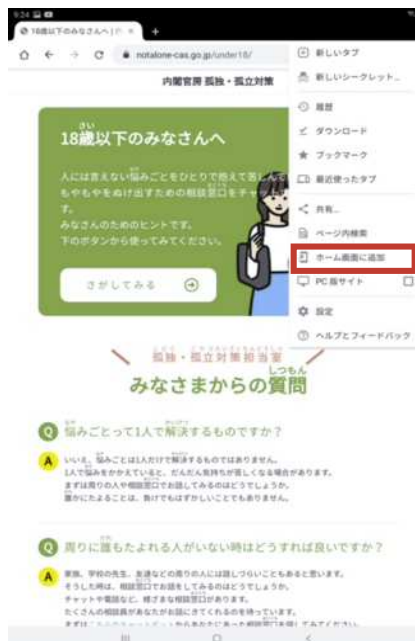 9:24
18歳以下のみなさんへ | 内
notalone-cas.go.jp/under18/
新しいタブ
新しいシークレット...
履歴
ダウンロード
ブックマーク
最近使ったタブ
共有...
ページ内検索
ホーム画面に追加
PC 版サイト
設定
ヘルプとフィードバック
内閣官房 孤独・孤立対策
さい
18歳以下のみなさんへ
人には言えない悩みごとをひとりで抱えて苦しんで
もやもやをぬけ出すための相談窓口をチャ
す。
みなさんのためのヒントです。
下のボタンから使ってみてください。
さがしてみる
孤独・孤立対策担当室
しつもん
みなさまからの質問
Q 悩みごとって1人で解決するものですか？
A いいえ、悩みごとは1人だけで解決するものではありません。
1人で悩みをかかえていると、だんだん気持ちが苦しくなる場合があります。
まずは周りの人や相談窓口でお話してみるのはどうでしょうか。
誰かにたよることは、負けでもはずかしいことでもありません。
Q 周りに誰もたよれる人がいない時はどうすれば良いですか？
A 家族、学校の先生、友達などの周りの人には話しづらいこともあると思います。
そうした時は、相談窓口でお話をしてみるのはどうでしょうか。
チャットや電話など、様ざまな相談窓口があります。
たくさんの相談員があなたがお話にきてくれるのを待っています。
まずは